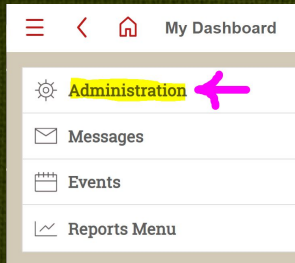 My Dashboard
Administration
Messages
Events
Reports Menu